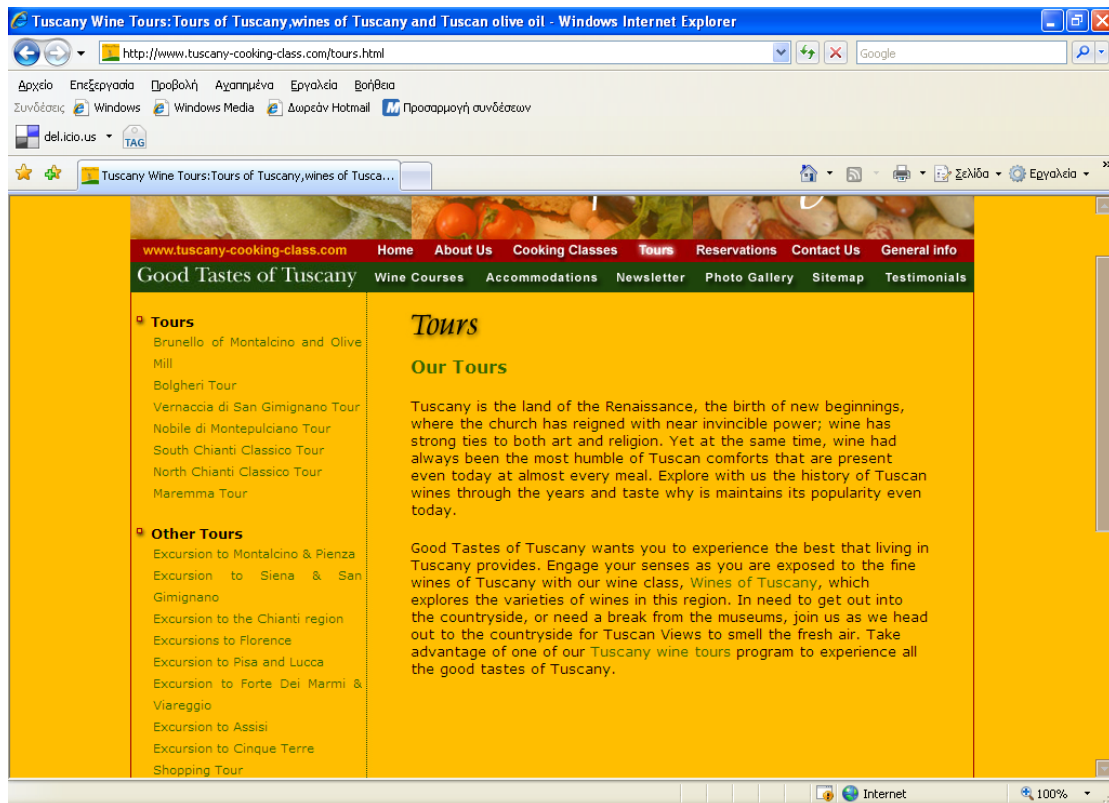 Tuscany Wine Tours:Tours of Tuscany,wines of Tuscany and Tuscan olive oil - Windows Internet Explorer
http://www.tuscany-cooking-class.com/tours.html
Google
Αρχείο Επεξεργασία Προβολή Αγαπημένα Εργαλεία Βοήθεια
Συνδέσεις Windows Windows Media Δωρεάν Hotmail Προσαρμογή συνδέσεων
del.icio.us TAG
Tuscany Wine Tours:Tours of Tuscany,wines of Tusca...
Σελίδα Εργαλεία
www.tuscany-cooking-class.com Home About Us Cooking Classes Tours Reservations Contact Us General info
Good Tastes of Tuscany Wine Courses Accommodations Newsletter Photo Gallery Sitemap Testimonials
Tours
Brunello of Montalcino and Olive
Mill
Bolgheri Tour
Vernaccia di San Gimignano Tour
Nobile di Montepulciano Tour
South Chianti Classico Tour
North Chianti Classico Tour
Maremma Tour
Other Tours
Excursion to Montalcino & Pienza
Excursion to Siena & San
Gimignano
Excursion to the Chianti region
Excursions to Florence
Excursion to Pisa and Lucca
Excursion to Forte Dei Marmi &
Viareggio
Excursion to Assisi
Excursion to Cinque Terre
Shopping Tour
Tours
Our Tours
Tuscany is the land of the Renaissance, the birth of new beginnings,
where the church has reigned with near invincible power; wine has
strong ties to both art and religion. Yet at the same time, wine had
always been the most humble of Tuscan comforts that are present
even today at almost every meal. Explore with us the history of Tuscan
wines through the years and taste why is maintains its popularity even
today.
Good Tastes of Tuscany wants you to experience the best that living in
Tuscany provides. Engage your senses as you are exposed to the fine
wines of Tuscany with our wine class, Wines of Tuscany, which
explores the varieties of wines in this region. In need to get out into
the countryside, or need a break from the museums, join us as we head
out to the countryside for Tuscan Views to smell the fresh air. Take
advantage of one of our Tuscany wine tours program to experience all
the good tastes of Tuscany.
Internet 100%